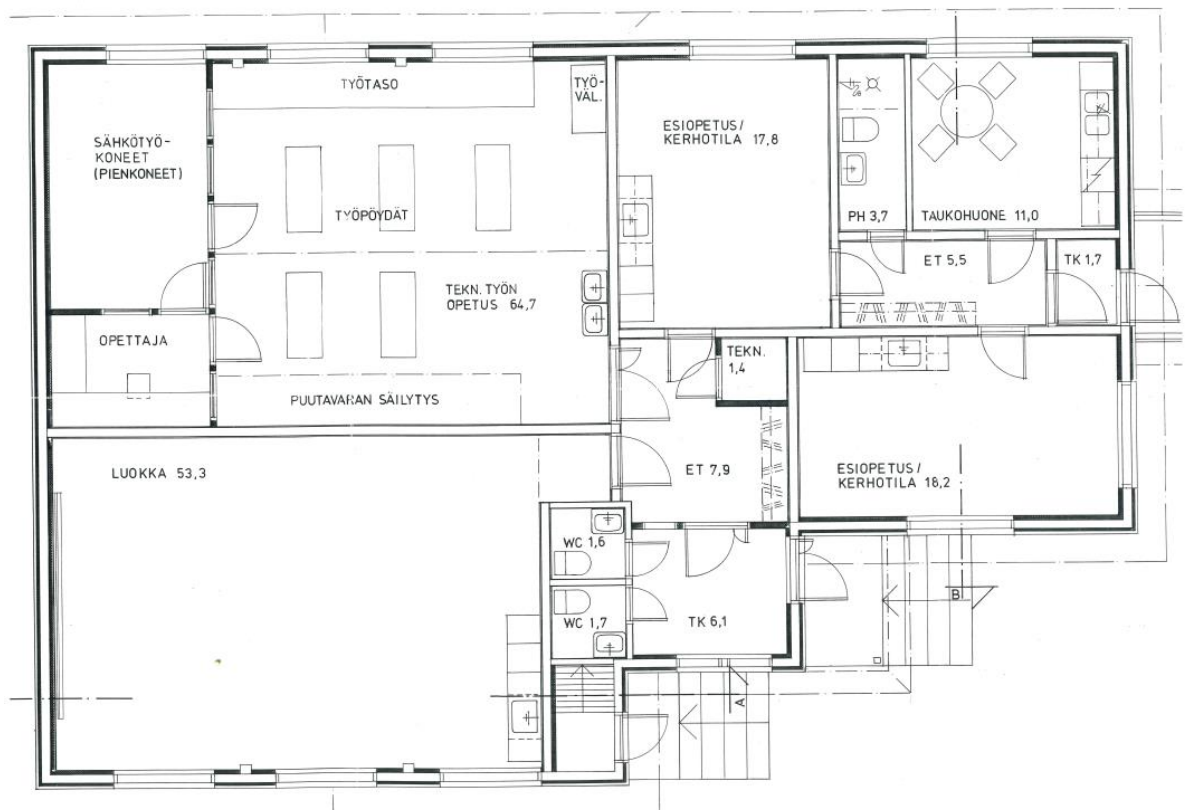 TYÖTASO
TYÖ-
VÄL.
SÄHKÖTYÖ-
KONEET
(PIENKONEET)
ESIOPETUS/
KERHOTILA 17,8
TYÖPÖYDÄT
PH 3,7
TAUKOHUONE 11,0
ET 5,5
TK 1,7
TEKN. TYÖN
OPETUS 64,7
OPETTAJA
TEKN.
1,4
PUUTAVARAN SÄILYTYS
LUOKKA 53,3
ET 7,9
ESIOPETUS/
KERHOTILA 18,2
WC 1,6
WC 1,7
TK 6,1
B
A